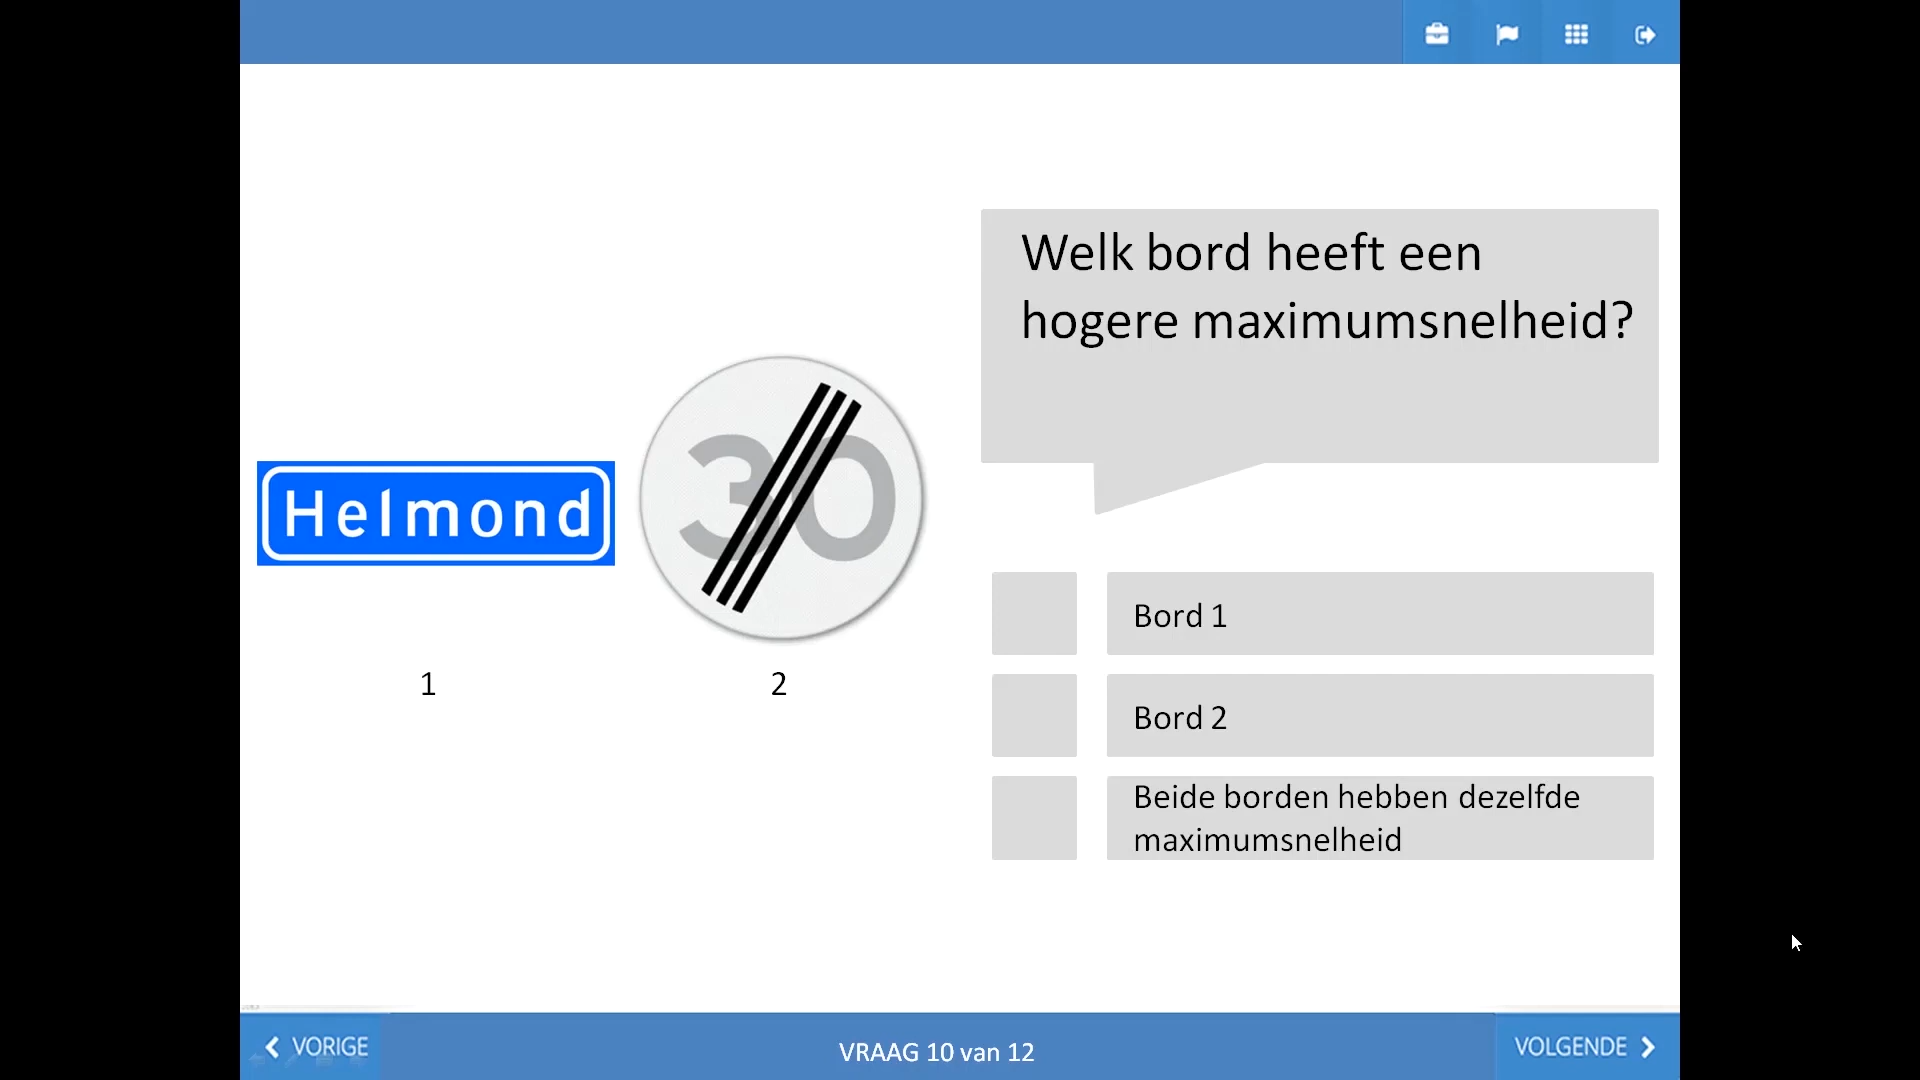 Welk bord heeft een
hogere maximumsnelheid?
Helmond
30
1
2
Bord 1
Bord 2
Beide borden hebben dezelfde
maximumsnelheid
VORIGE
VRAAG 10 van 12
VOLGENDE